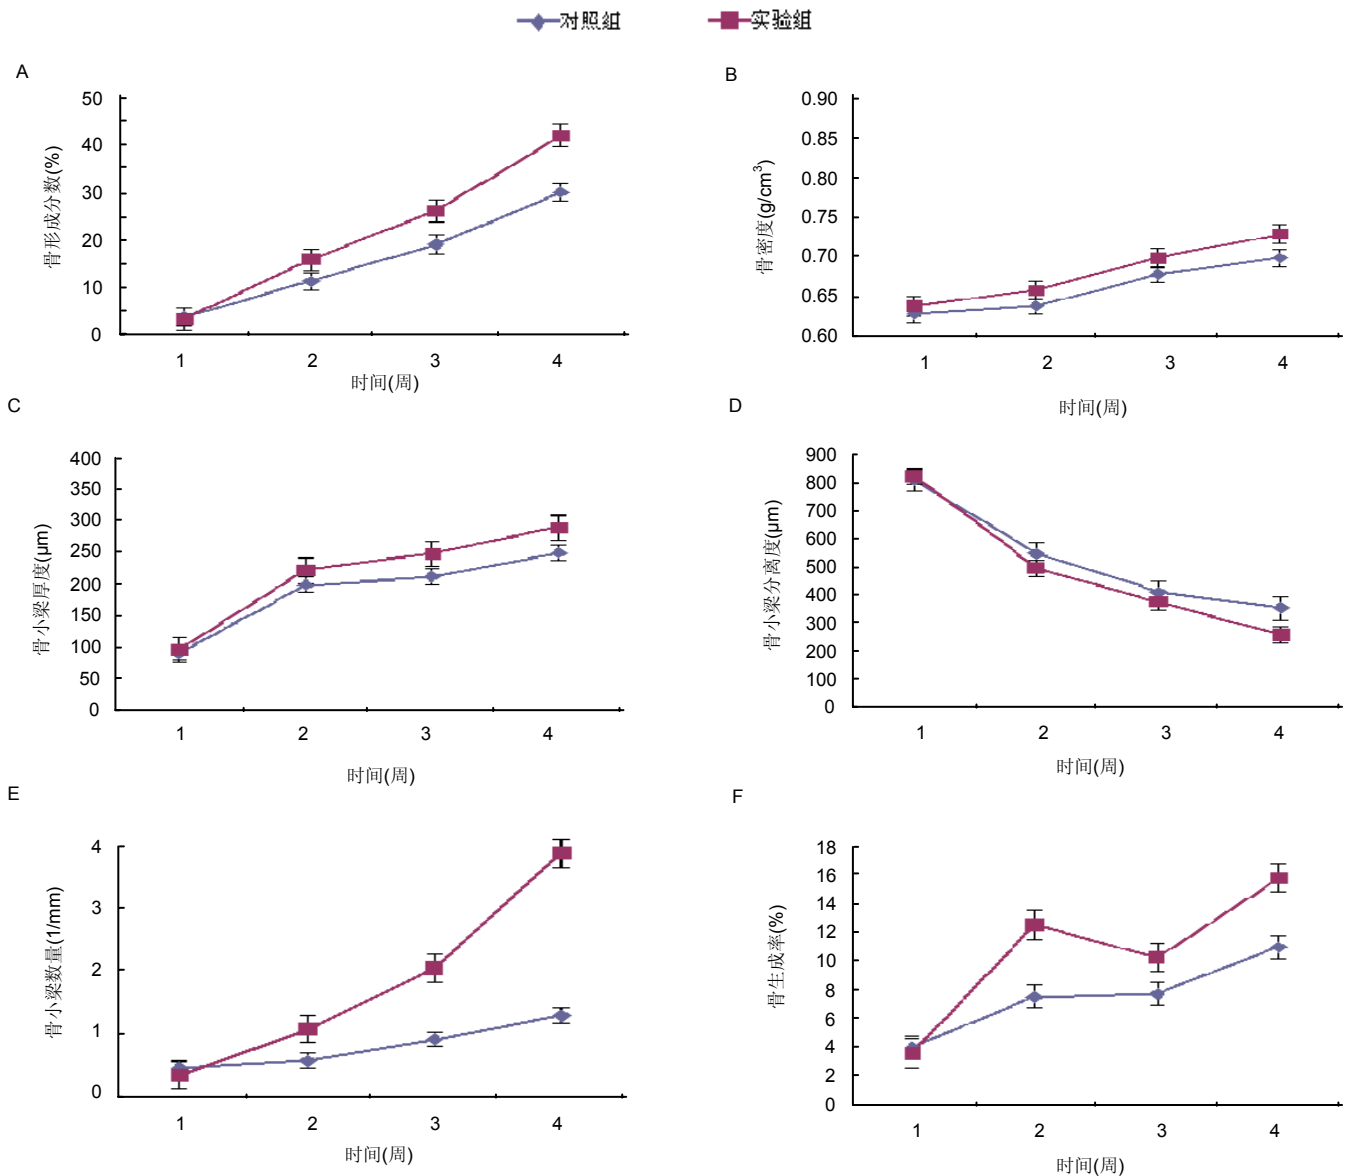 对照组 实验组
A
骨形成分数(%)
50
40
30
20
10
0
1 2 3 4
时间(周)
B
骨密度(g/cm³)
0.90
0.85
0.80
0.75
0.70
0.65
0.60
1 2 3 4
时间(周)
C
骨小梁厚度(μm)
400
350
300
250
200
150
100
50
0
1 2 3 4
时间(周)
D
骨小梁分离度(μm)
900
800
700
600
500
400
300
200
100
0
1 2 3 4
时间(周)
E
骨小梁数量(1/mm)
4
3
2
1
0
1 2 3 4
时间(周)
F
骨生成率(%)
18
16
14
12
10
8
6
4
2
0
1 2 3 4
时间(周)